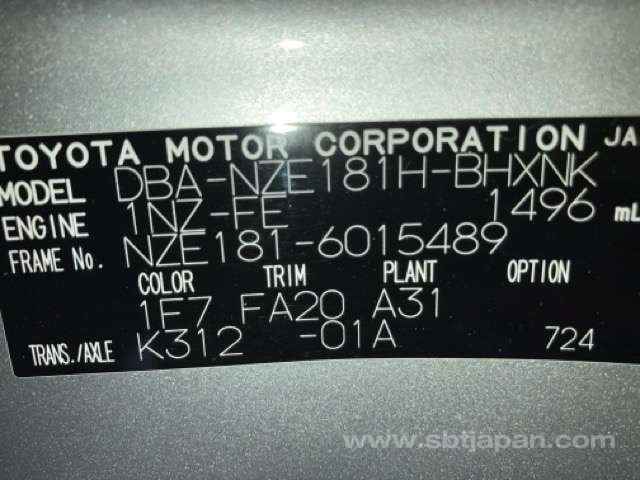 TOYOTA MOTOR CORPORATION JA
MODEL DBA-NZE181H-BHXNK
ENGINE 1NZ-FE 1496 mL
FRAME No. NZE181-6015489
COLOR TRIM PLANT OPTION
1F7 FA20 A31
TRANS./AXLE K312 -01A 724
www.sbtjapan.com